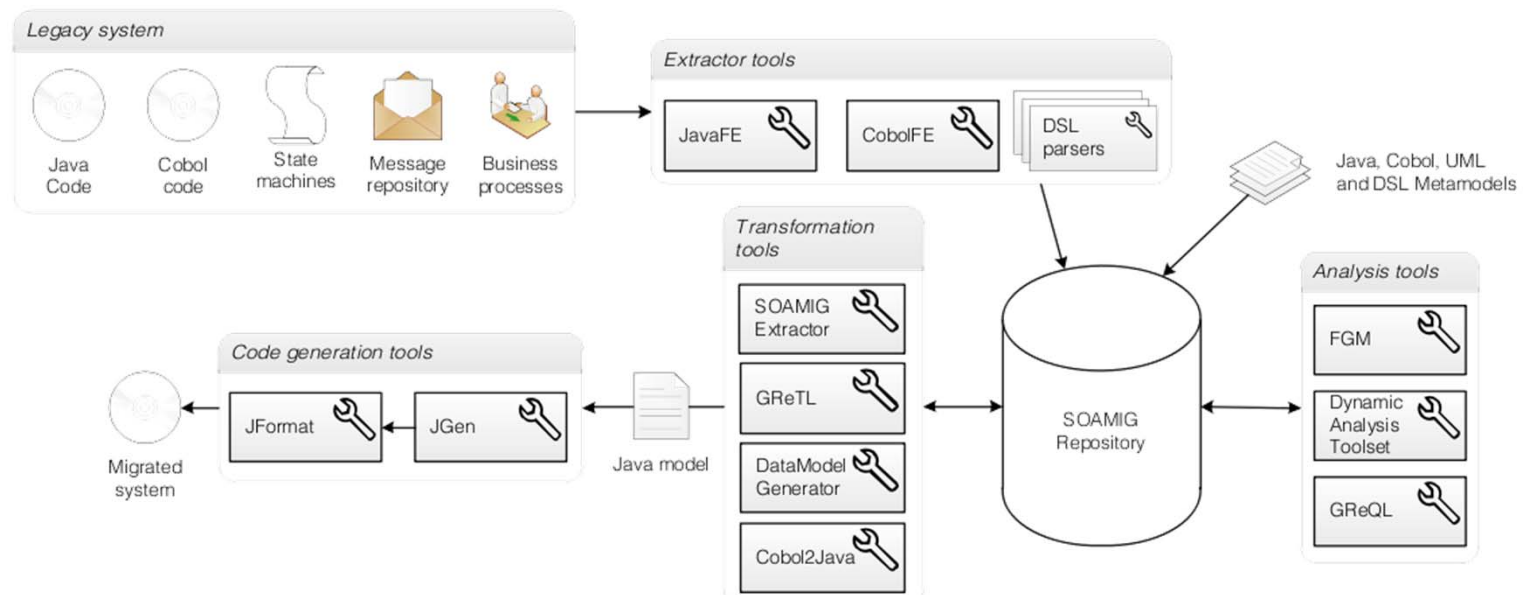 Legacy system
Java
Code
Cobol
code
State
machines
Message
repository
Business
processes
Extractor tools
JavaFE
CobolFE
DSL
parsers
Java, Cobol, UML
and DSL Metamodels
Transformation
tools
SOAMIG
Extractor
GReTL
DataModel
Generator
Cobol2Java
SOAMIG
Repository
Analysis tools
FGM
Dynamic
Analysis
Toolset
GReQL
Code generation tools
JFormat
JGen
Java model
Migrated
system